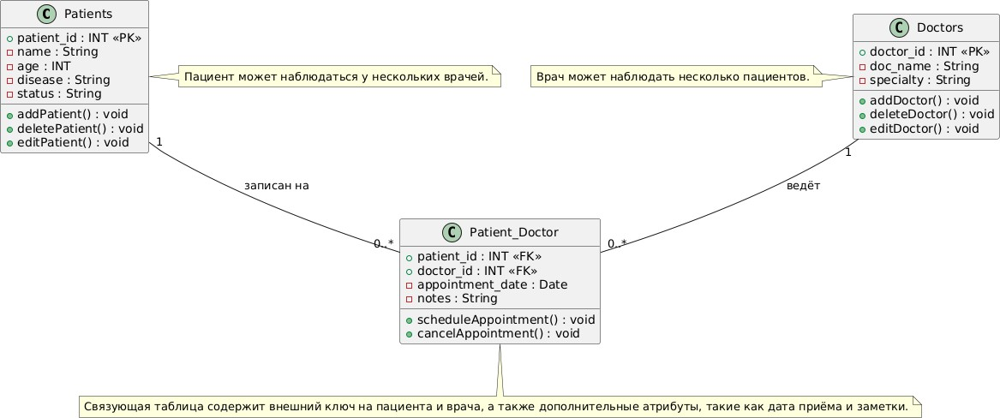 C Patients
patient_id : INT «PK»
name : String
age : INT
disease : String
status : String
addPatient() : void
deletePatient() : void
editPatient() : void
Пациент может наблюдаться у нескольких врачей.
Врач может наблюдать несколько пациентов.
C Doctors
doctor_id : INT «PK»
doc_name : String
specialty : String
addDoctor() : void
deleteDoctor() : void
editDoctor() : void
1
1
записан на
ведёт
0..*
0..*
C Patient_Doctor
patient_id : INT «FK»
doctor_id : INT «FK»
appointment_date : Date
notes : String
scheduleAppointment() : void
cancelAppointment() : void
Связующая таблица содержит внешний ключ на пациента и врача, а также дополнительные атрибуты, такие как дата приёма и заметки.